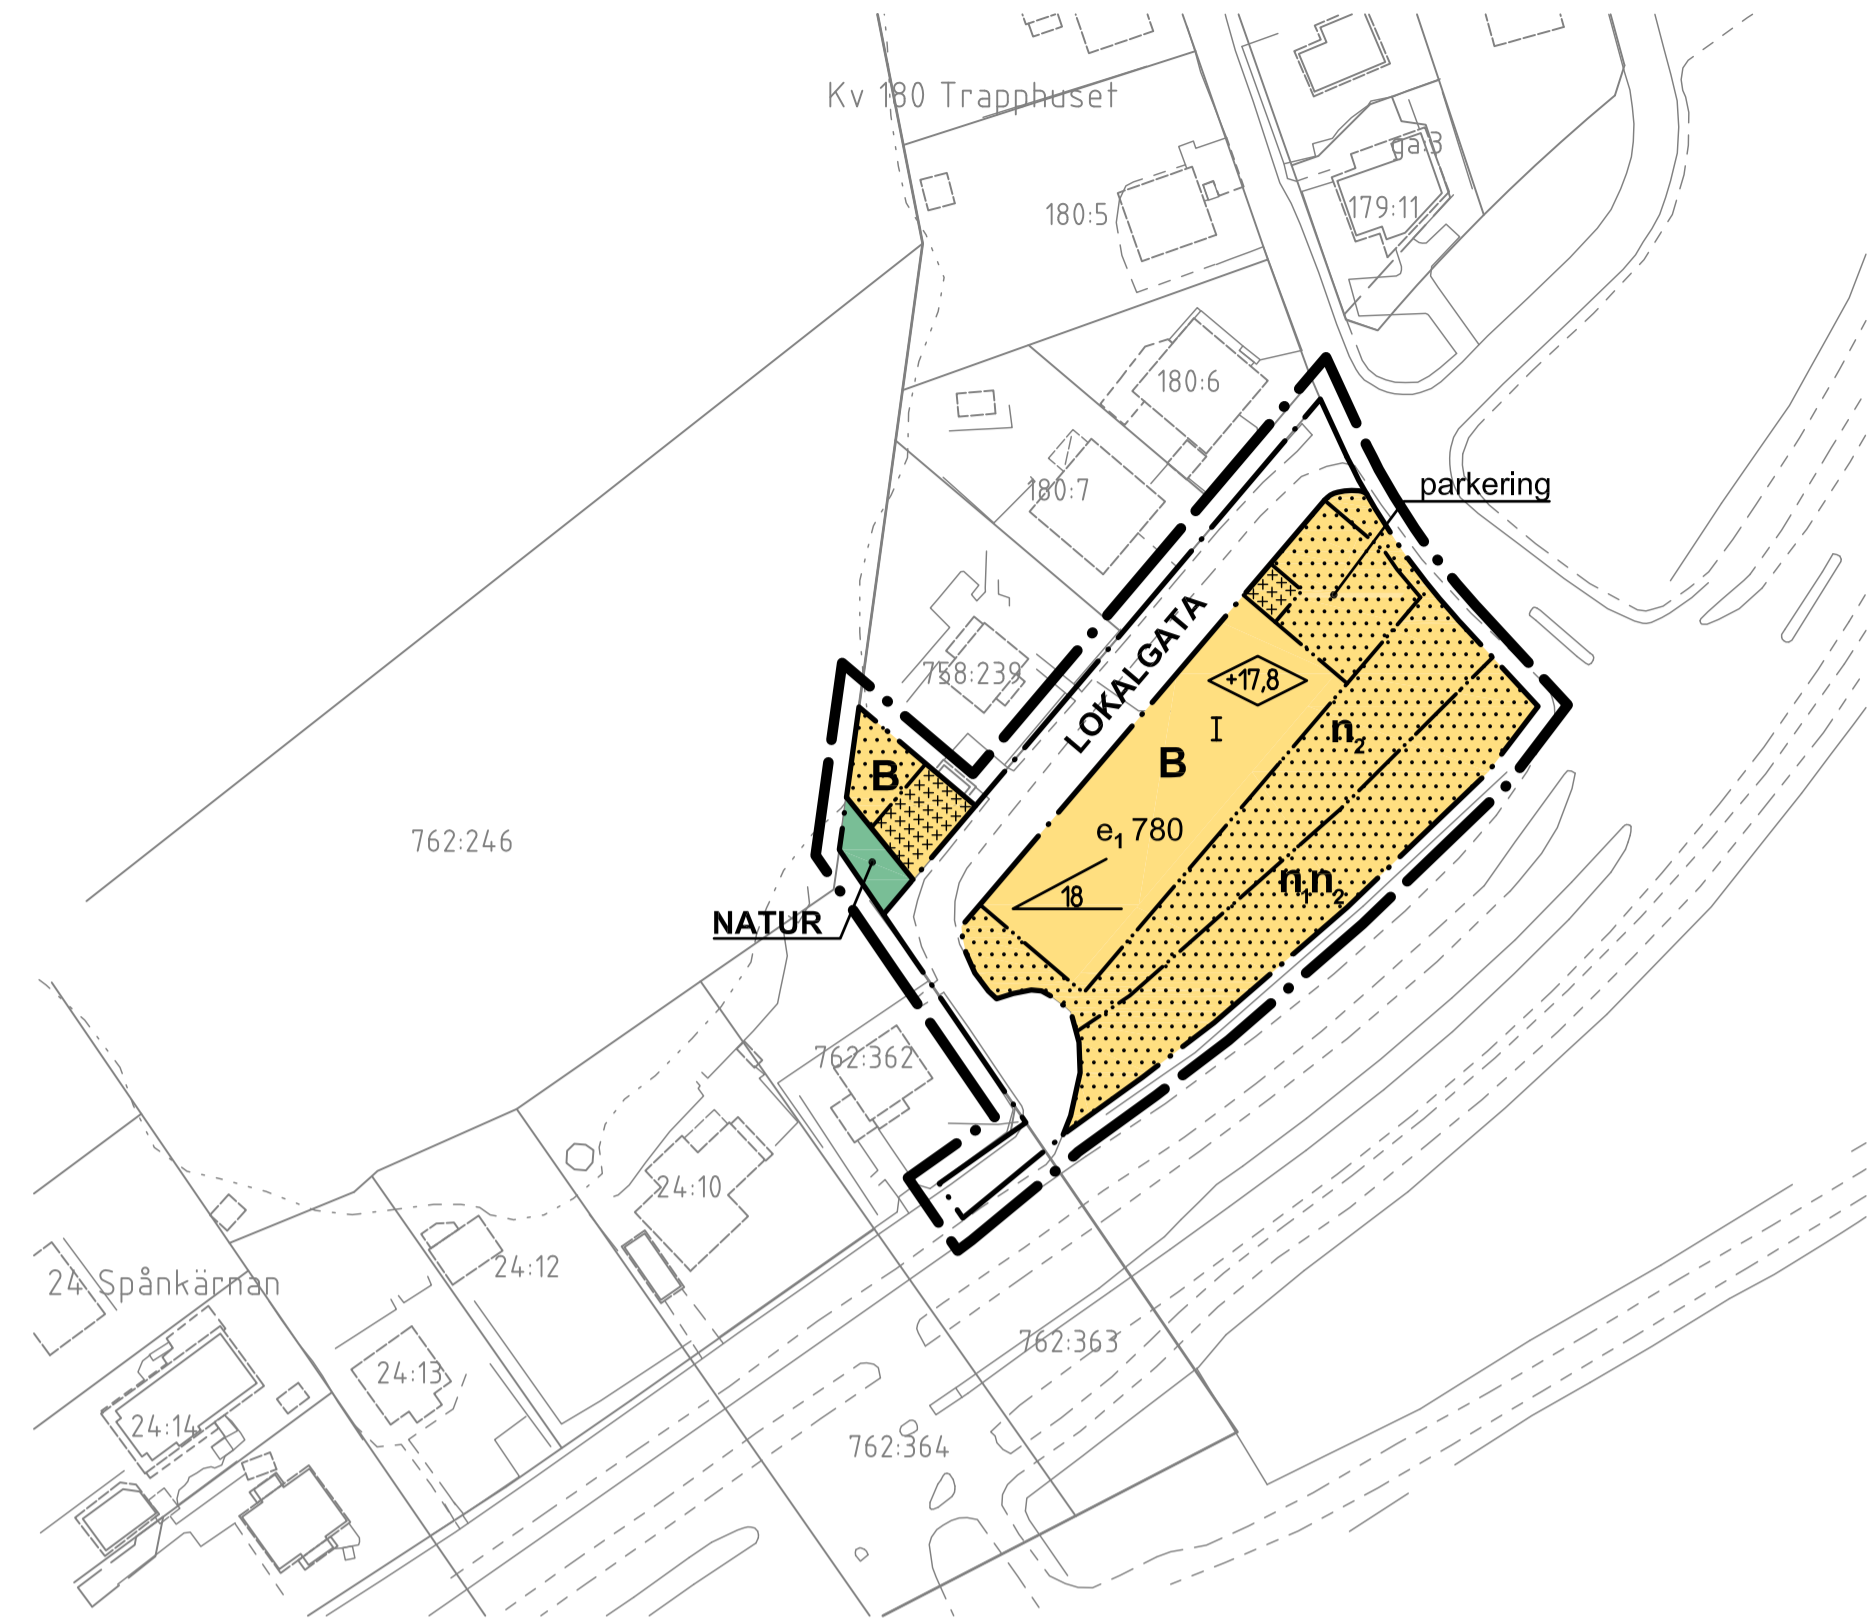 Kv 180 Trapphuset
ga:3
180:5
179:11
180:6
180:7
parkering
758:239
LOKALGATA
+17,8
I
n2
B
B
e1 780
762:246
18
n1n2
NATUR
762:362
24:10
24:12
24 Spånkärnan
762:363
24:13
24:14
762:364